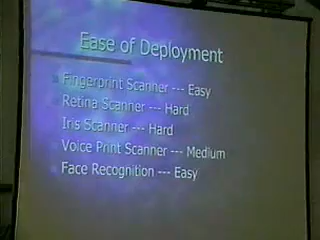 Ease of Deployment
Fingerprint Scanner --- Easy
Retina Scanner --- Hard
Iris Scanner --- Hard
Voice Print Scanner --- Medium
Face Recognition --- Easy